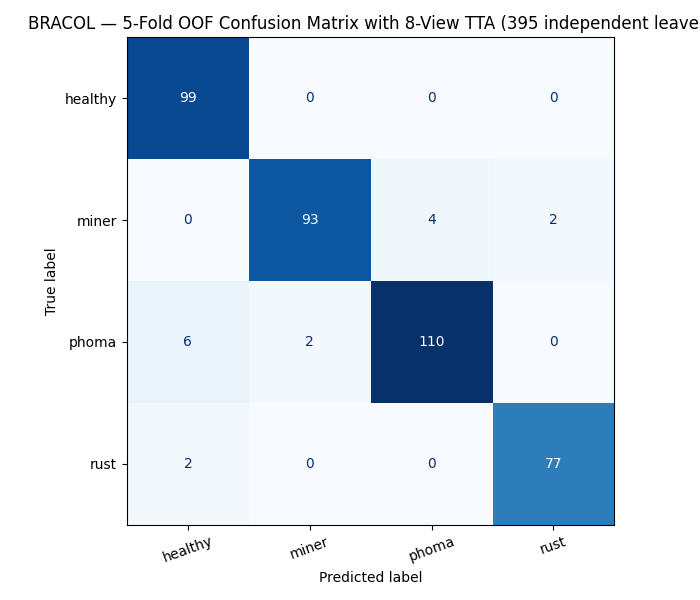 BRACOL — 5-Fold OOF Confusion Matrix with 8-View TTA (395 independent leave
healthy 99 0 0 0
miner 0 93 4 2
phoma 6 2 110 0
rust 2 0 0 77
True label
healthy miner phoma rust
Predicted label